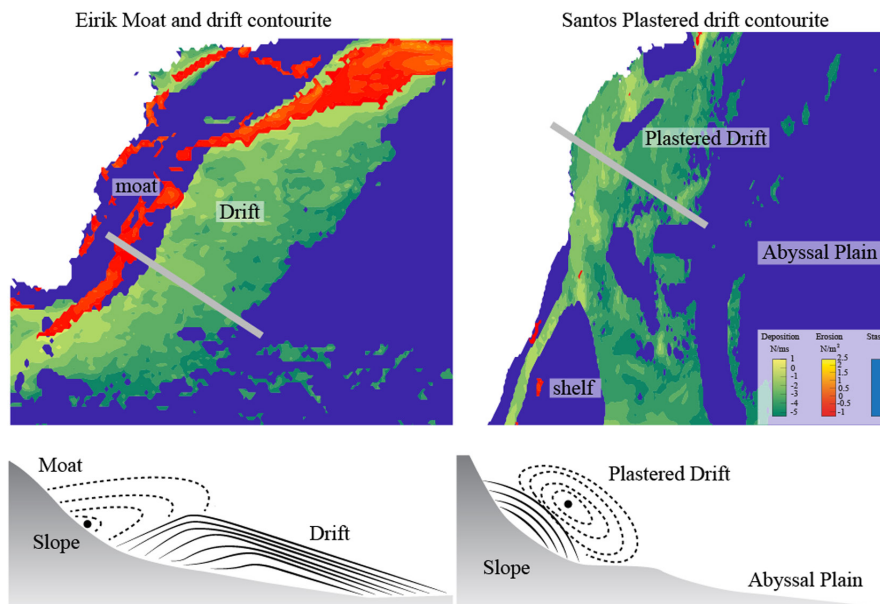 Eirik Moat and drift contourite
Santos Plastered drift contourite
moat
Drift
Plastered Drift
Abyssal Plain
shelf
Deposition
N/ms
1
0
-1
-2
-3
-4
-5
Erosion
N/m²
2.5
2
1.5
1
0.5
0
-1
Moat
Slope
Drift
Plastered Drift
Slope
Abyssal Plain